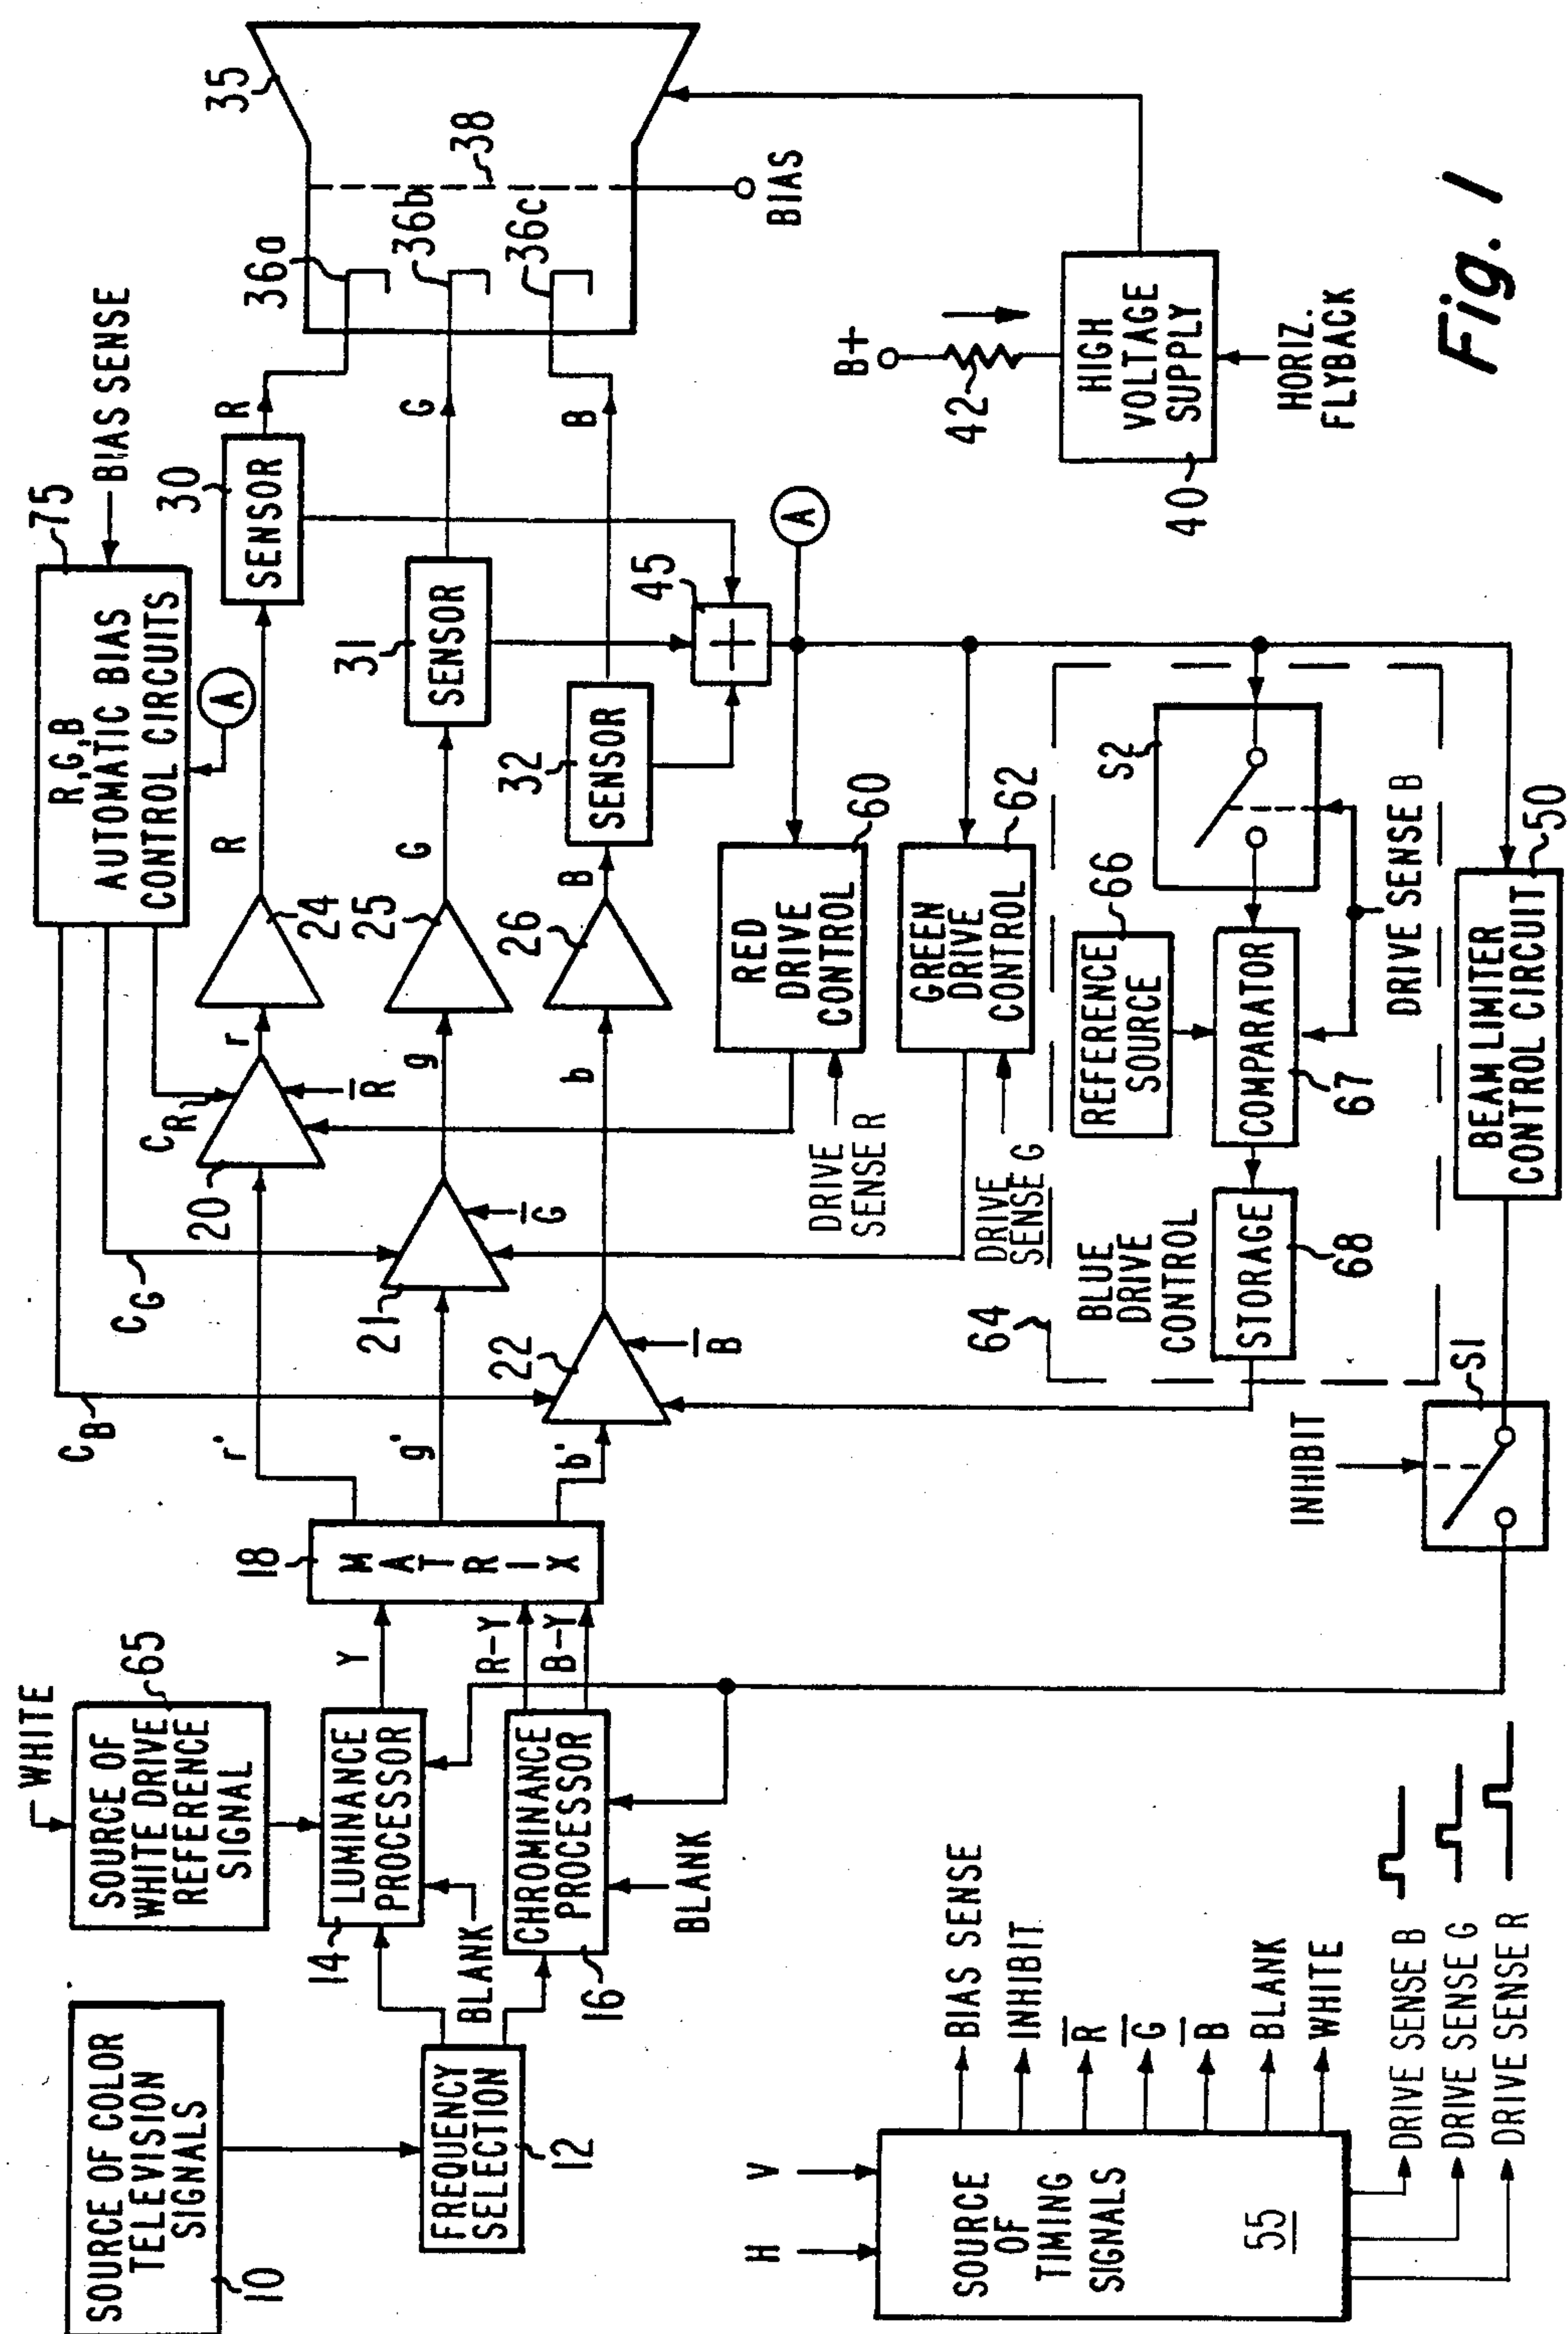 SOURCE OF COLOR
TELEVISION
SIGNALS
10
FREQUENCY
SELECTION
12
WHITE
SOURCE OF
WHITE DRIVE
REFERENCE
SIGNAL
65
LUMINANCE
PROCESSOR
14
BLANK
CHROMINANCE
PROCESSOR
16
BLANK
Y
R-Y
B-Y
18
MATRIX
r'
g'
b'
CB
CG
CR
20
21
22
R
G
B
r
g
b
24
25
26
R
G
B
75
R,G,B
AUTOMATIC BIAS
CONTROL CIRCUITS
BIAS SENSE
A
30
SENSOR
31
SENSOR
32
SENSOR
R
G
B
45
+
A
36a
36b
36c
38
35
BIAS
B+
42
HIGH
VOLTAGE
SUPPLY
40
HORIZ.
FLYBACK
RED
DRIVE
CONTROL
60
DRIVE
SENSE R
GREEN
DRIVE
CONTROL
62
DRIVE
SENSE G
64
BLUE
DRIVE
CONTROL
REFERENCE
SOURCE
66
S2
COMPARATOR
67
STORAGE
68
DRIVE SENSE B
BEAM LIMITER
CONTROL CIRCUIT
50
INHIBIT
S1
H
V
SOURCE
OF
TIMING
SIGNALS
55
BIAS SENSE
INHIBIT
R
G
B
BLANK
WHITE
DRIVE SENSE B
DRIVE SENSE G
DRIVE SENSE R
Fig. 1